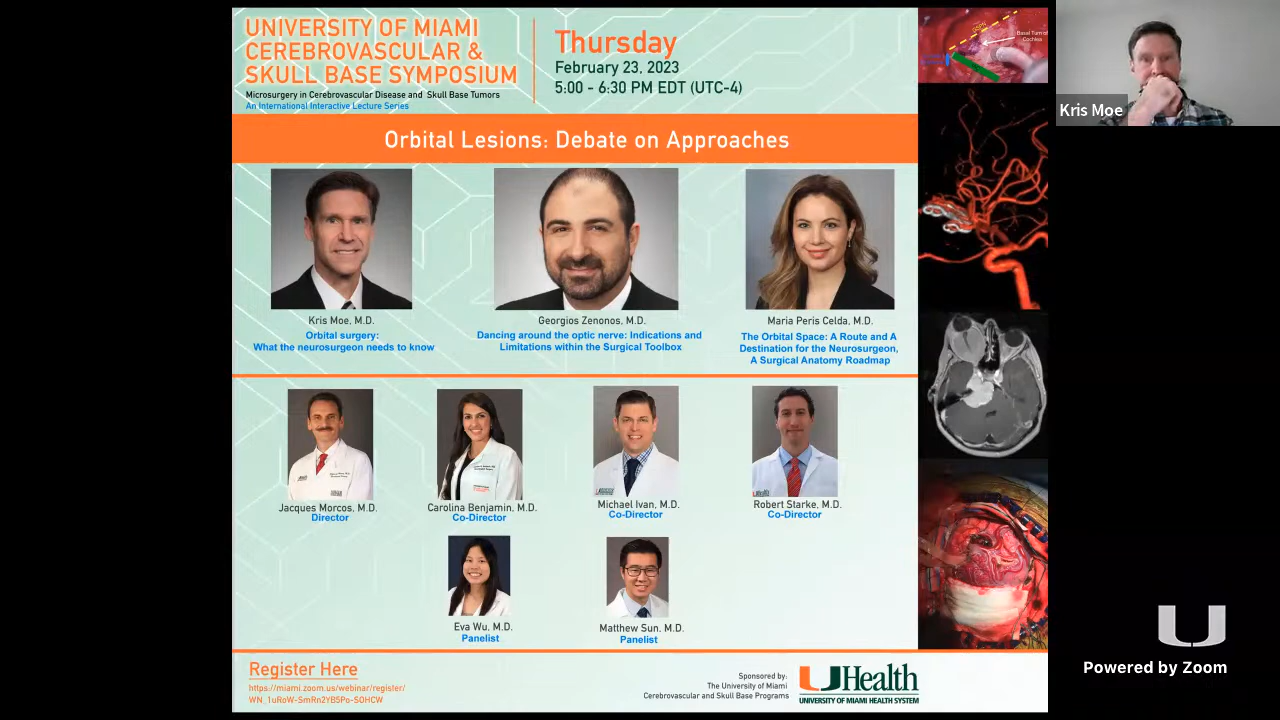 UNIVERSITY OF MIAMI
CEREBROVASCULAR &
SKULL BASE SYMPOSIUM
Microsurgery in Cerebrovascular Disease and Skull Base Tumors
An International Interactive Lecture Series
Thursday
February 23, 2023
5:00 - 6:30 PM EDT (UTC-4)
Basal Turn of
Cochlea
Kris Moe
Orbital Lesions: Debate on Approaches
Kris Moe, M.D.
Orbital surgery:
What the neurosurgeon needs to know
Georgios Zenonos, M.D.
Dancing around the optic nerve: Indications and
Limitations within the Surgical Toolbox
Maria Peris Celda, M.D.
The Orbital Space: A Route and A
Destination for the Neurosurgeon,
A Surgical Anatomy Roadmap
Jacques Morcos, M.D.
Director
Carolina Benjamin, M.D.
Co-Director
Michael Ivan, M.D.
Co-Director
Robert Starke, M.D.
Co-Director
Eva Wu, M.D.
Panelist
Matthew Sun, M.D.
Panelist
Register Here
https://miami.zoom.us/webinar/register/
WN_1uRoW-SmRn2YBSPo-SOHCW
Sponsored by:
The University of Miami
Cerebrovascular and Skull Base Programs
UHealth
UNIVERSITY OF MIAMI HEALTH SYSTEM
U
Powered by Zoom